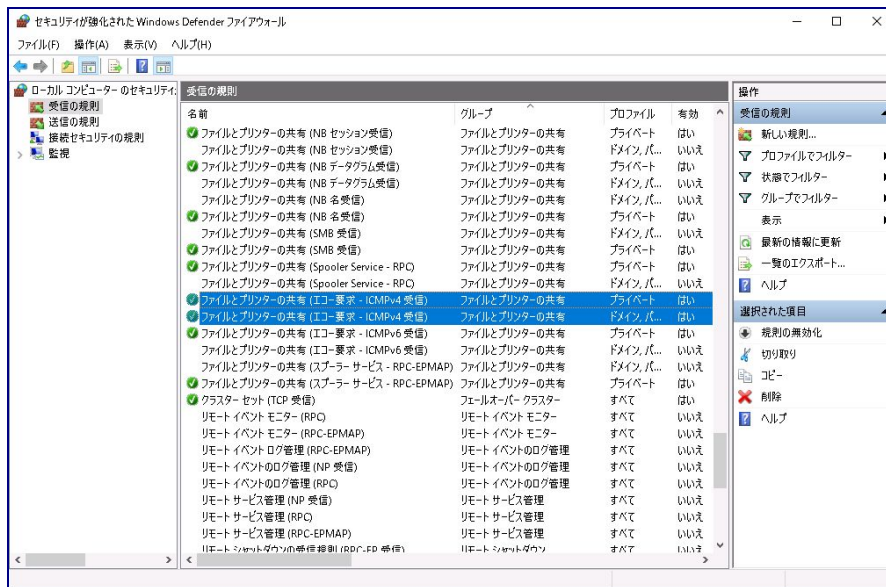 セキュリティが強化された Windows Defender ファイアウォール
ファイル(F) 操作(A) 表示(V) ヘルプ(H)
ローカル コンピューター のセキュリティ
受信の規則
送信の規則
接続セキュリティの規則
監視
受信の規則
名前 グループ プロファイル 有効
ファイルとプリンターの共有 (NB セッション受信) ファイルとプリンターの共有 プライベート はい
ファイルとプリンターの共有 (NB セッション受信) ファイルとプリンターの共有 ドメイン, パ... いいえ
ファイルとプリンターの共有 (NB データグラム受信) ファイルとプリンターの共有 プライベート はい
ファイルとプリンターの共有 (NB データグラム受信) ファイルとプリンターの共有 ドメイン, パ... いいえ
ファイルとプリンターの共有 (NB 名受信) ファイルとプリンターの共有 ドメイン, パ... いいえ
ファイルとプリンターの共有 (NB 名受信) ファイルとプリンターの共有 プライベート はい
ファイルとプリンターの共有 (SMB 受信) ファイルとプリンターの共有 ドメイン, パ... いいえ
ファイルとプリンターの共有 (SMB 受信) ファイルとプリンターの共有 プライベート はい
ファイルとプリンターの共有 (Spooler Service - RPC) ファイルとプリンターの共有 プライベート はい
ファイルとプリンターの共有 (Spooler Service - RPC) ファイルとプリンターの共有 ドメイン, パ... いいえ
ファイルとプリンターの共有 (エコー要求 - ICMPv4 受信) ファイルとプリンターの共有 プライベート はい
ファイルとプリンターの共有 (エコー要求 - ICMPv4 受信) ファイルとプリンターの共有 ドメイン, パ... はい
ファイルとプリンターの共有 (エコー要求 - ICMPv6 受信) ファイルとプリンターの共有 プライベート はい
ファイルとプリンターの共有 (エコー要求 - ICMPv6 受信) ファイルとプリンターの共有 ドメイン, パ... いいえ
ファイルとプリンターの共有 (スプーラー サービス - RPC-EPMAP) ファイルとプリンターの共有 ドメイン, パ... いいえ
ファイルとプリンターの共有 (スプーラー サービス - RPC-EPMAP) ファイルとプリンターの共有 プライベート はい
クラスター セット (TCP 受信) フェールオーバー クラスター すべて はい
リモート イベント モニター (RPC) リモート イベント モニター すべて いいえ
リモート イベント モニター (RPC-EPMAP) リモート イベント モニター すべて いいえ
リモート イベント ログ管理 (RPC-EPMAP) リモート イベントのログ管理 すべて いいえ
リモート イベントのログ管理 (NP 受信) リモート イベントのログ管理 すべて いいえ
リモート イベントのログ管理 (RPC) リモート イベントのログ管理 すべて いいえ
リモート サービス管理 (NP 受信) リモート サービス管理 すべて いいえ
リモート サービス管理 (RPC) リモート サービス管理 すべて いいえ
リモート サービス管理 (RPC-EPMAP) リモート サービス管理 すべて いいえ
リモート シャットダウンの受信規則 (RPC-EP 受信) リモート シャットダウン すべて いいえ
操作
受信の規則
新しい規則...
プロファイルでフィルター
状態でフィルター
グループでフィルター
表示
最新の情報に更新
一覧のエクスポート...
ヘルプ
選択された項目
規則の無効化
切り取り
コピー
削除
ヘルプ